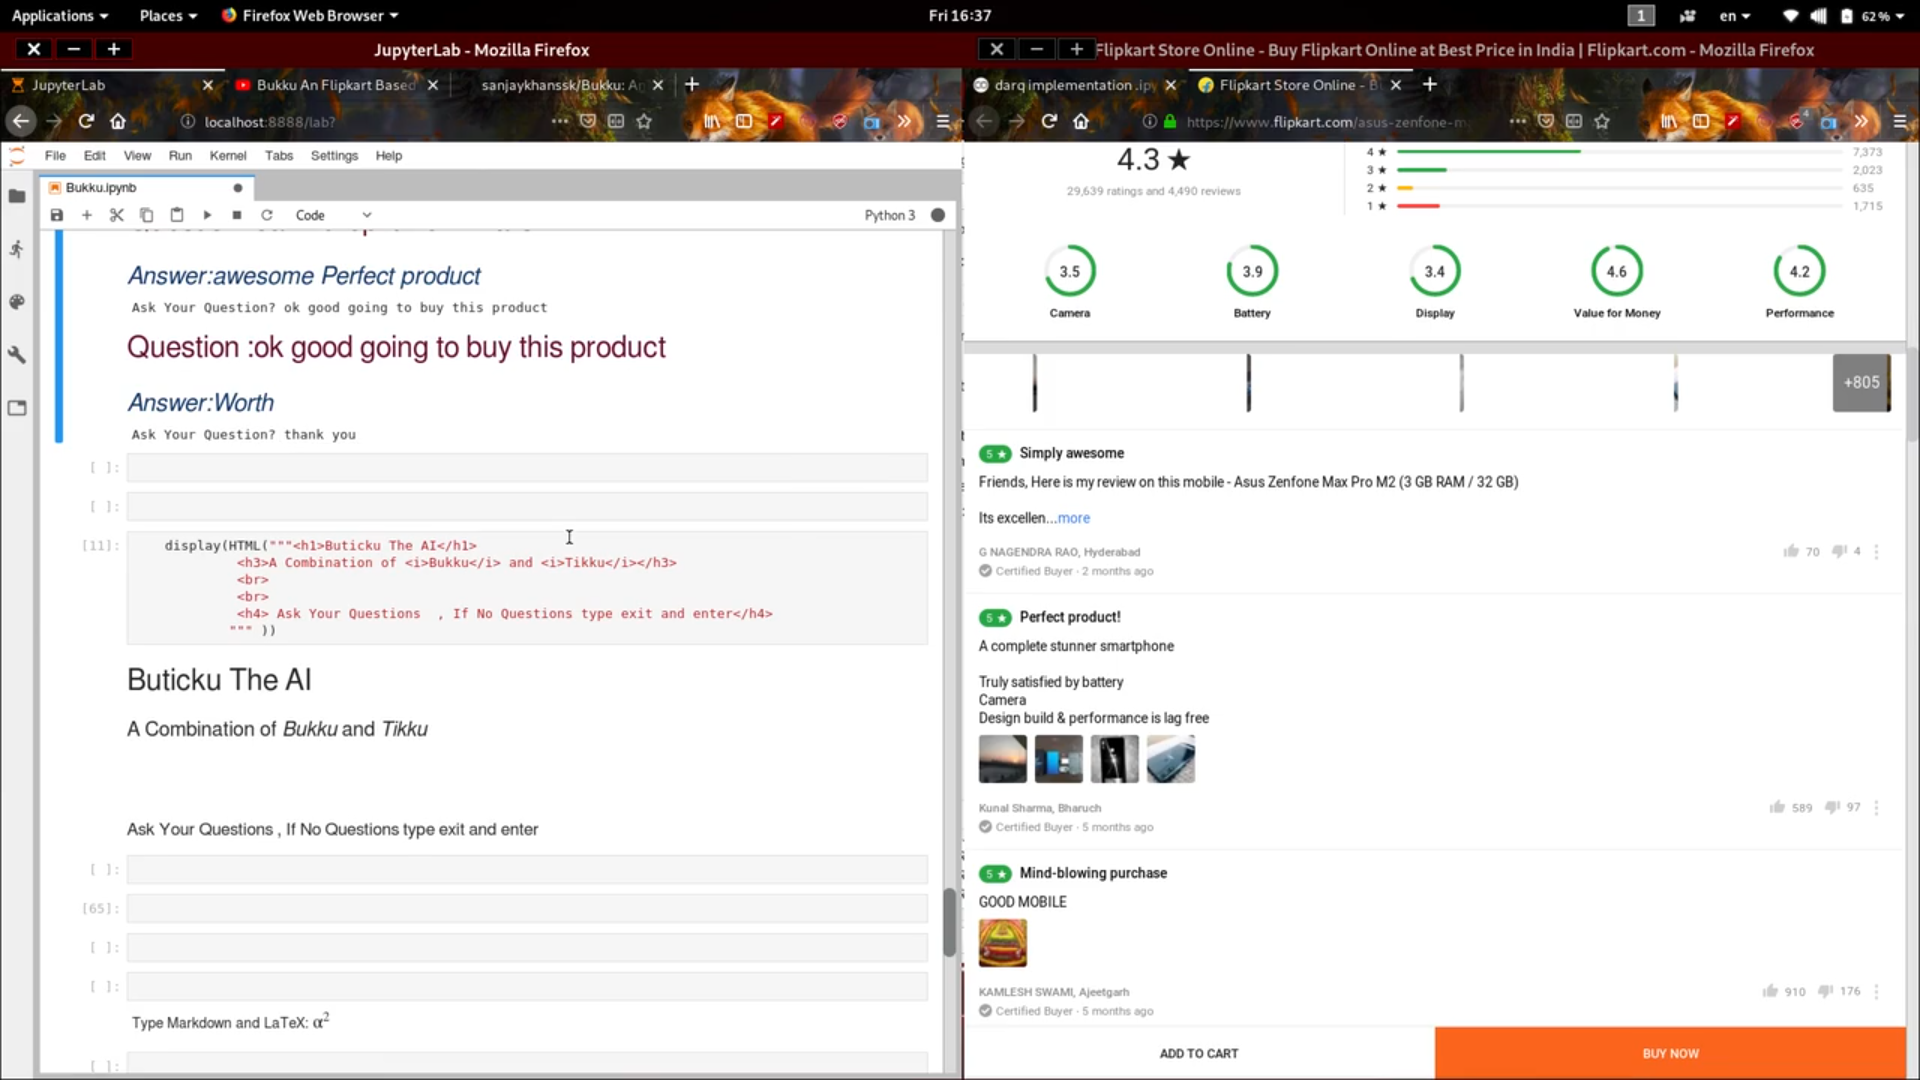 Applications Places Firefox Web Browser Fri 16:37 1 en 62 %
JupyterLab - Mozilla Firefox
JupyterLab Bukku An Flipkart Based sanjaykhanssk/Bukku: An
localhost:8888/lab?
File Edit View Run Kernel Tabs Settings Help
Bukku.ipynb
Code Python 3
Answer:awesome Perfect product
Ask Your Question? ok good going to buy this product
Question :ok good going to buy this product
Answer:Worth
Ask Your Question? thank you
[ ]:
[ ]:
[11]: display(HTML("""<h1>Buticku The AI</h1>
<h3>A Combination of <i>Bukku</i> and <i>Tikku</i></h3>
<br>
<br>
<h4> Ask Your Questions , If No Questions type exit and enter</h4>
""" ))
Buticku The AI
A Combination of Bukku and Tikku
Ask Your Questions , If No Questions type exit and enter
[ ]:
[65]:
[ ]:
[ ]:
Type Markdown and LaTeX: α²
[ ]:
Flipkart Store Online - Buy Flipkart Online at Best Price in India | Flipkart.com - Mozilla Firefox
darq implementation .ipy Flipkart Store Online - B
https://www.flipkart.com/asus-zenfone-m
4.3 ★
29,639 ratings and 4,490 reviews
4 ★ 7,373
3 ★ 2,023
2 ★ 635
1 ★ 1,715
3.5 3.9 3.4 4.6 4.2
Camera Battery Display Value for Money Performance
+805
5 ★ Simply awesome
Friends, Here is my review on this mobile - Asus Zenfone Max Pro M2 (3 GB RAM / 32 GB)
Its excellen...more
G NAGENDRA RAO, Hyderabad 70 4
Certified Buyer · 2 months ago
5 ★ Perfect product!
A complete stunner smartphone
Truly satisfied by battery
Camera
Design build & performance is lag free
Kunal Sharma, Bharuch 589 97
Certified Buyer · 5 months ago
5 ★ Mind-blowing purchase
GOOD MOBILE
KAMLESH SWAMI, Ajeetgarh 910 176
Certified Buyer · 5 months ago
ADD TO CART BUY NOW